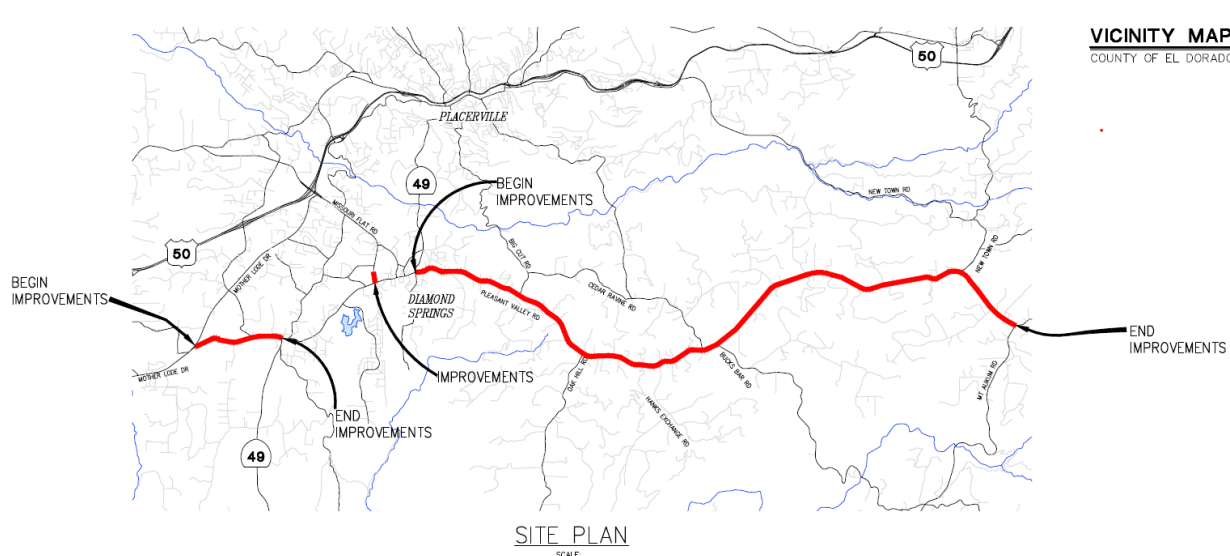 VICINITY MAP
COUNTY OF EL DORADO
50
PLACERVILLE
49
BEGIN
IMPROVEMENTS
NEW TOWN RD
MISSOURI FLAT RD
50
MOTHER LODE DR
BIG CUT RD
NEW TOWN RD
BEGIN
IMPROVEMENTS
DIAMOND
SPRINGS
PLEASANT VALLEY RD
CEDAR RAVINE RD
END
IMPROVEMENTS
MOTHER LODE DR
IMPROVEMENTS
OAK HILL RD
BUCKS BAR RD
MT AUKUM RD
HANKS EXCHANGE RD
END
IMPROVEMENTS
49
SITE PLAN
SCALE: